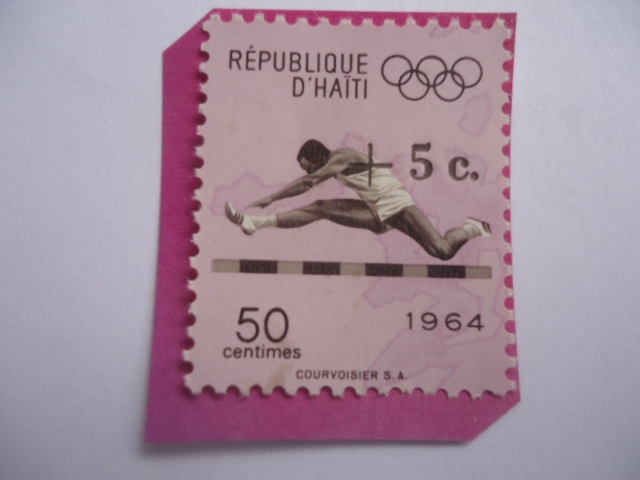 RÉPUBLIQUE
D'HAÏTI
+ 5 c.
50
centimes
1964
COURVOISIER S.A.